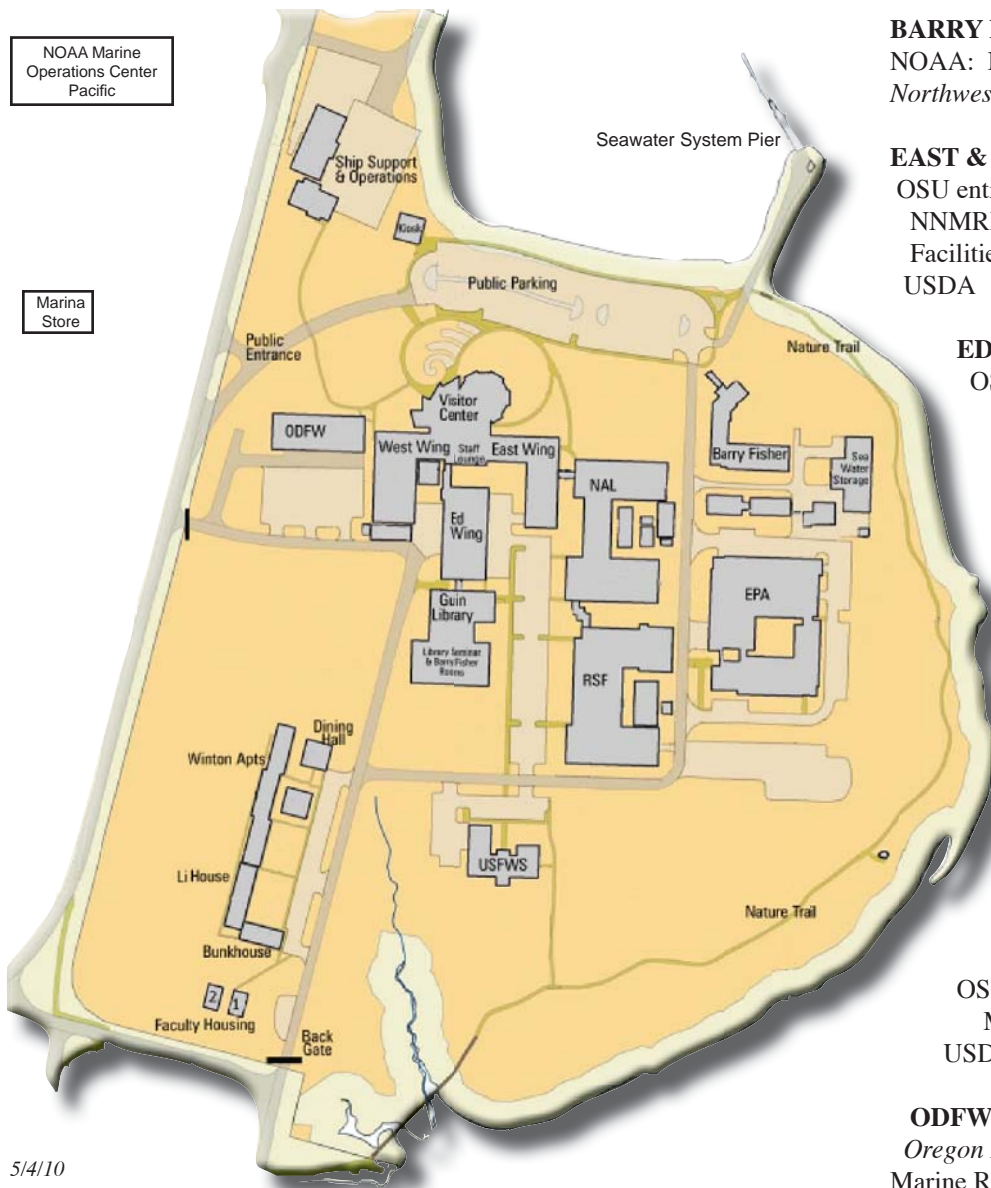 NOAA Marine
Operations Center
Pacific
Marina
Store
Seawater System Pier
Ship Support
& Operations
Kiosk
Public Parking
Public
Entrance
Nature Trail
Visitor
Center
ODFW
West Wing
Staff
Lounge
East Wing
Barry Fisher
Sea
Water
Storage
NAL
Ed
Wing
EPA
Guin
Library
Library Seminar
& Barry Fisher
Rooms
RSF
Dining
Hall
Winton Apts
USFWS
Li House
Nature Trail
Bunkhouse
2
1
Faculty Housing
Back
Gate
5/4/10
BARRY
NOAA:
Northwes
EAST &
OSU enti
NNMR
Facilitie
USDA
ED
OS
OS
M
USD
ODFW
Oregon
Marine R